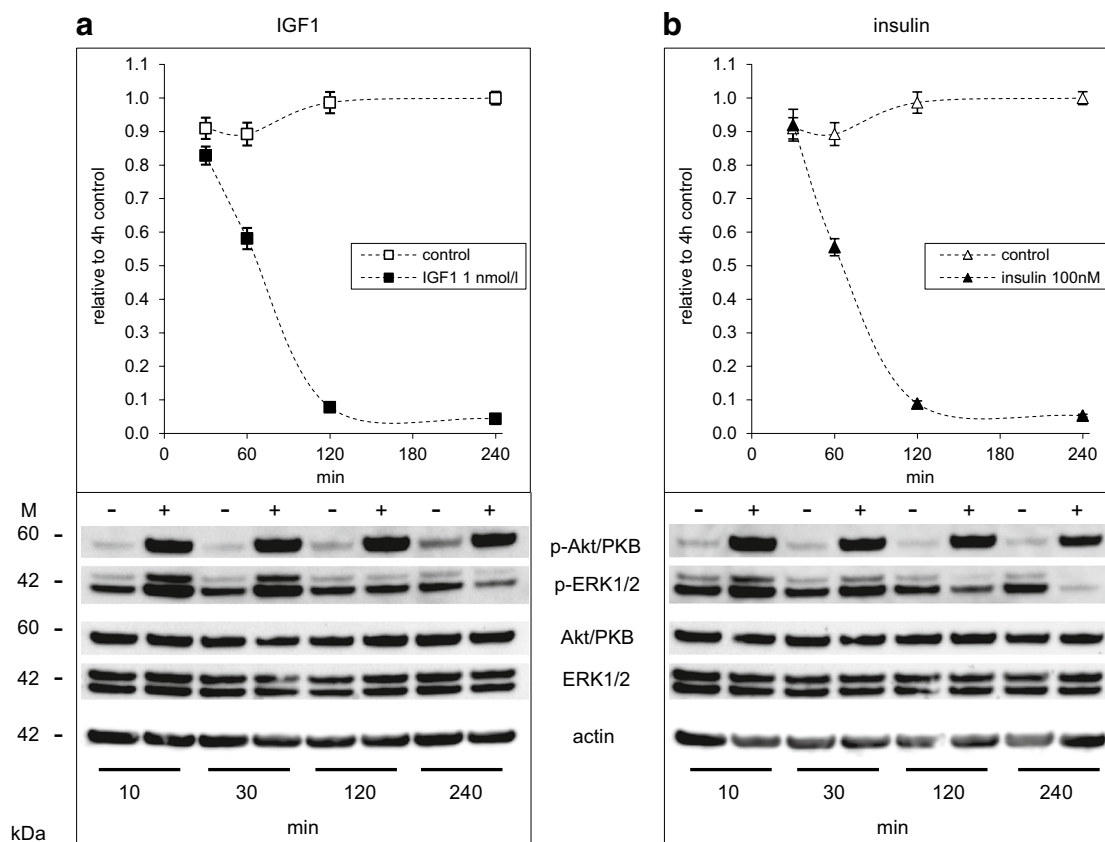 a IGF1
1.1
1.0
0.9
0.8
0.7
0.6
0.5
0.4
0.3
0.2
0.1
0.0
relative to 4h control
control
IGF1 1 nmol/l
0 60 120 180 240
min
b insulin
1.1
1.0
0.9
0.8
0.7
0.6
0.5
0.4
0.3
0.2
0.1
0.0
relative to 4h control
control
insulin 100nM
0 60 120 180 240
min
M - + - + - + - +
- + - + - + - +
60 -
p-Akt/PKB
42 -
p-ERK1/2
60 -
Akt/PKB
42 -
ERK1/2
42 -
actin
10 30 120 240
min
10 30 120 240
min
kDa